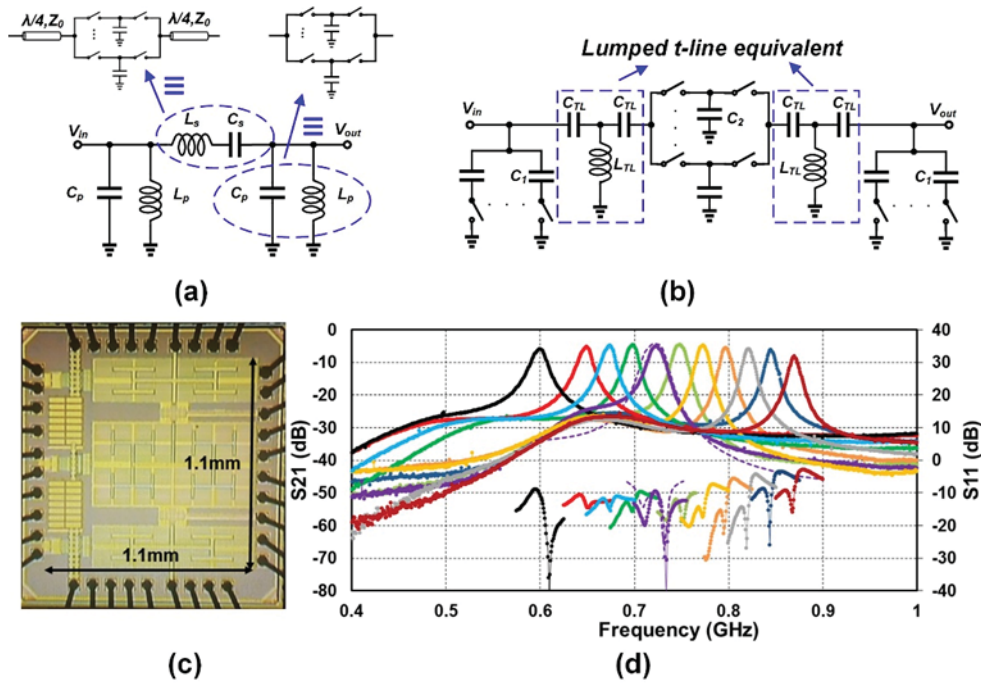 λ/4,Z0
λ/4,Z0
Ls
Cs
Vin
Vout
Cp
Lp
Cp
Lp
(a)
Lumped t-line equivalent
CTL
CTL
CTL
CTL
Vin
Vout
C2
LTL
LTL
C1
C1
(b)
1.1mm
1.1mm
(c)
S21 (dB)
0
-10
-20
-30
-40
-50
-60
-70
-80
40
30
20
10
0
-10
-20
-30
-40
S11 (dB)
0.4
0.5
0.6
0.7
0.8
0.9
1
Frequency (GHz)
(d)